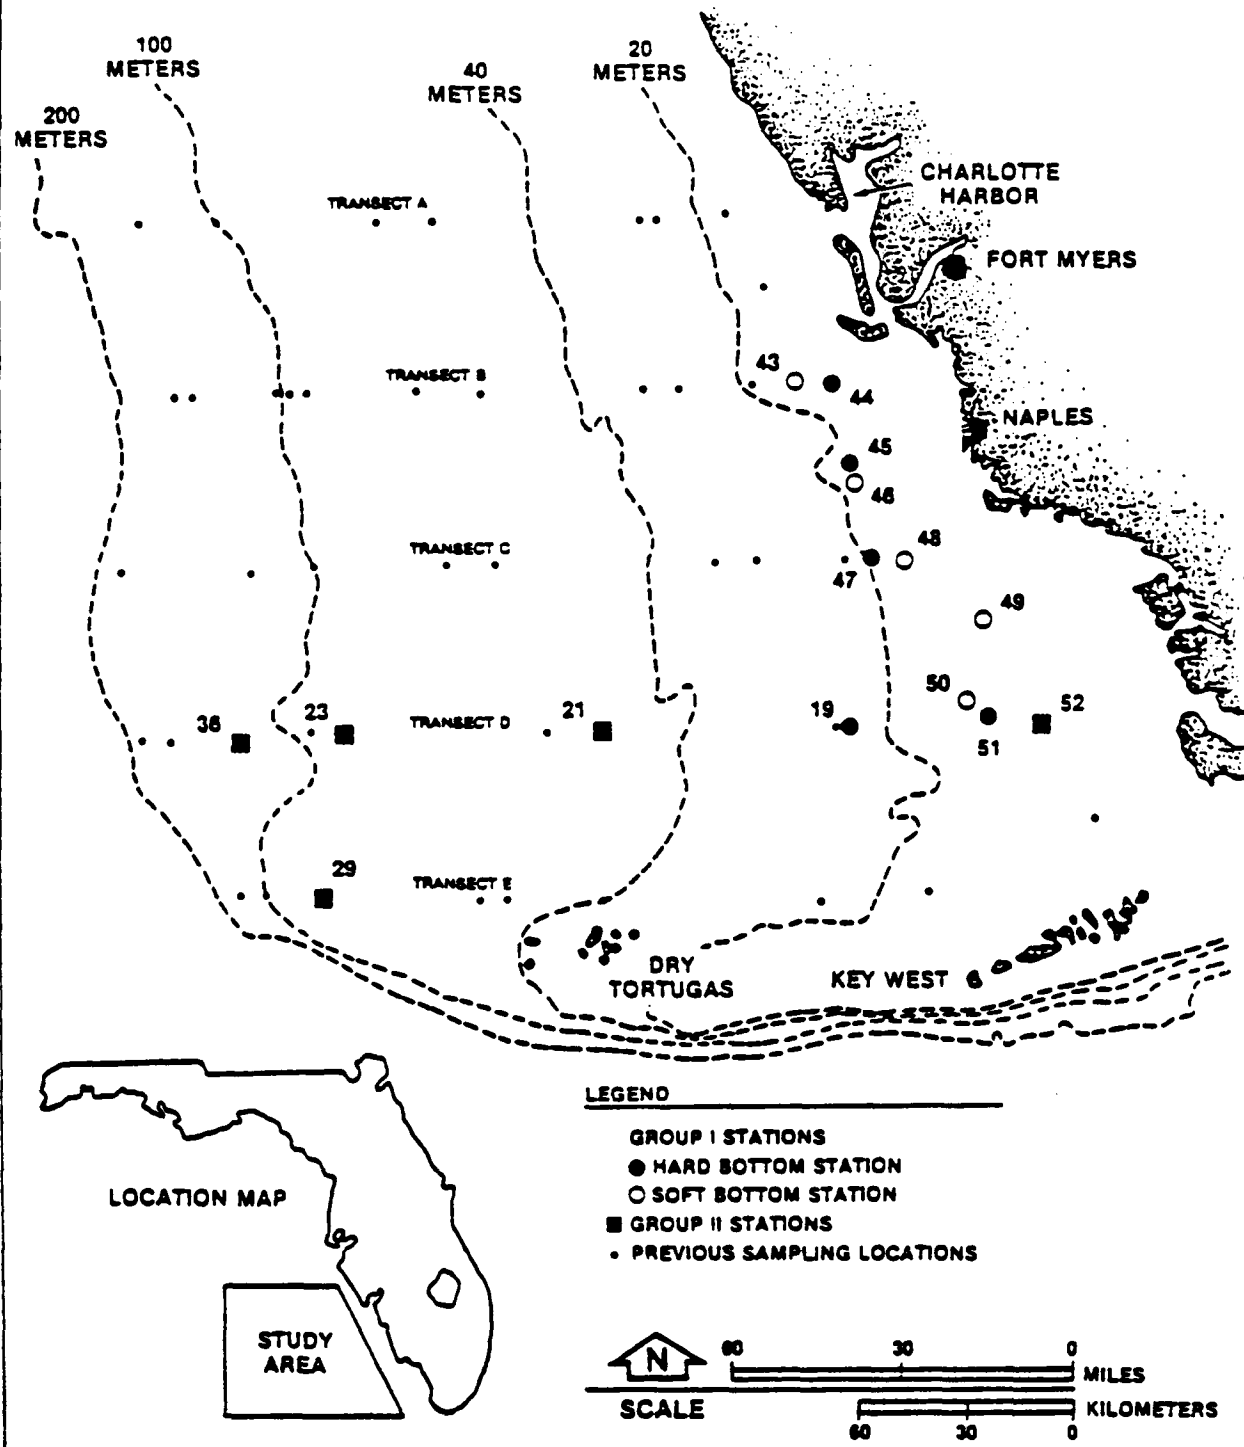 100
METERS
20
METERS
40
METERS
200
METERS
CHARLOTTE
HARBOR
TRANSECT A
FORT MYERS
43
44
TRANSECT B
NAPLES
45
46
TRANSECT C
48
47
49
50
52
36
23
TRANSECT D
21
19
51
29
TRANSECT E
DRY
TORTUGAS
KEY WEST
LEGEND
GROUP I STATIONS
HARD BOTTOM STATION
SOFT BOTTOM STATION
GROUP II STATIONS
PREVIOUS SAMPLING LOCATIONS
LOCATION MAP
STUDY
AREA
N
SCALE
60 30 0
MILES
KILOMETERS
60 30 0